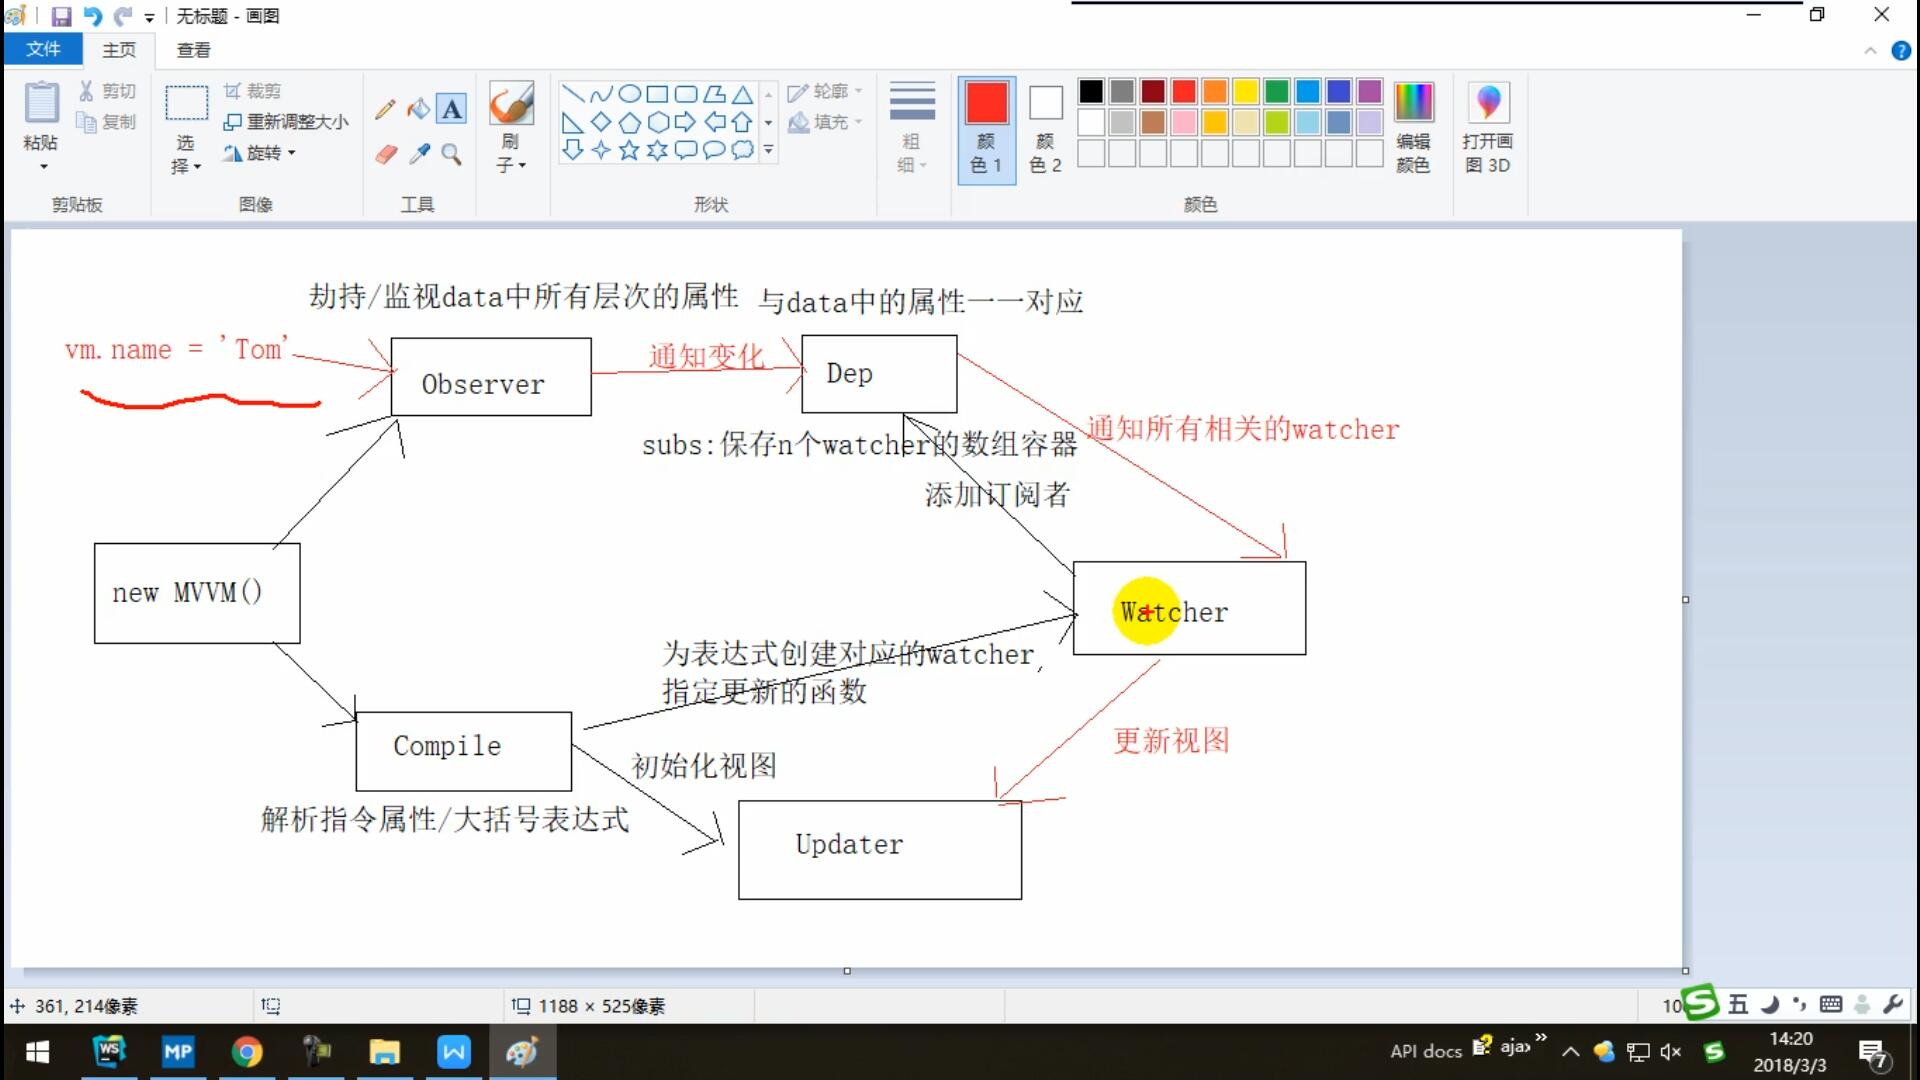 无标题 - 画图
文件 主页 查看
粘贴
剪切
复制
剪贴板
选择
裁剪
重新调整大小
旋转
图像
A
工具
刷子
形状
轮廓
填充
粗细
颜色 1
颜色 2
颜色
编辑颜色
打开画图 3D
劫持/监视data中所有层次的属性
与data中的属性一一对应
vm.name = 'Tom'
Observer
通知变化
Dep
subs:保存n个watcher的数组容器
通知所有相关的watcher
添加订阅者
new MVVM()
Watcher
为表达式创建对应的watcher,
指定更新的函数
Compile
初始化视图
更新视图
解析指令属性/大括号表达式
Updater
361, 214像素
1188 × 525像素
10
S 五
WS
MP
W
API docs
ajax
S
14:20
2018/3/3
7